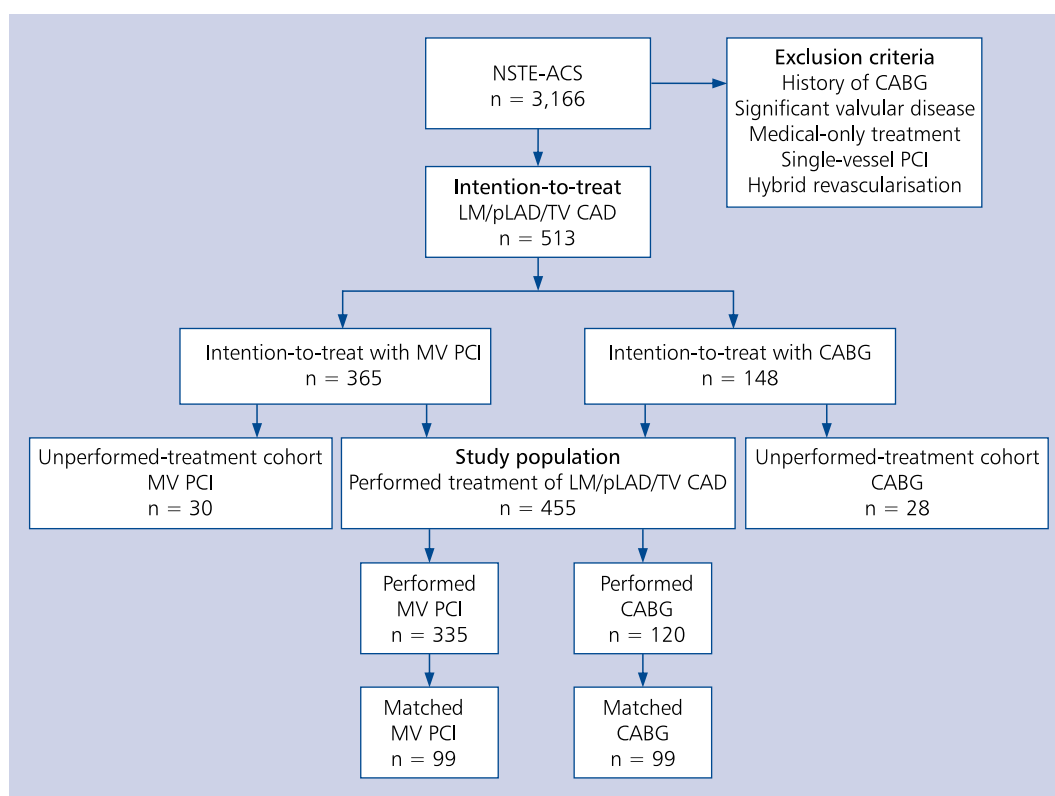 NSTE-ACS
n = 3,166
Exclusion criteria
History of CABG
Significant valvular disease
Medical-only treatment
Single-vessel PCI
Hybrid revascularisation
Intention-to-treat
LM/pLAD/TV CAD
n = 513
Intention-to-treat with MV PCI
n = 365
Intention-to-treat with CABG
n = 148
Unperformed-treatment cohort
MV PCI
n = 30
Study population
Performed treatment of LM/pLAD/TV CAD
n = 455
Unperformed-treatment cohort
CABG
n = 28
Performed
MV PCI
n = 335
Performed
CABG
n = 120
Matched
MV PCI
n = 99
Matched
CABG
n = 99